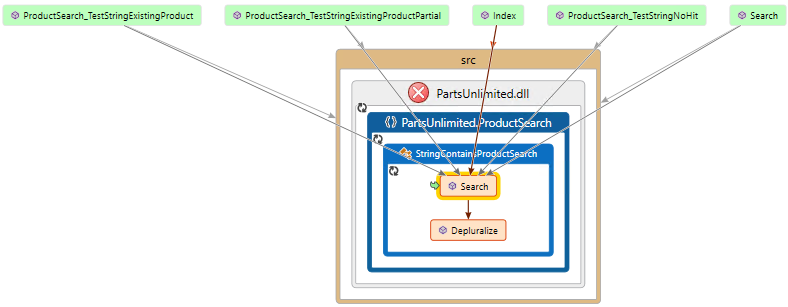 ProductSearch_TestStringExistingProduct
ProductSearch_TestStringExistingProductPartial
Index
ProductSearch_TestStringNoHit
Search
src
PartsUnlimited.dll
PartsUnlimited.ProductSearch
StringContainsProductSearch
Search
Depluralize